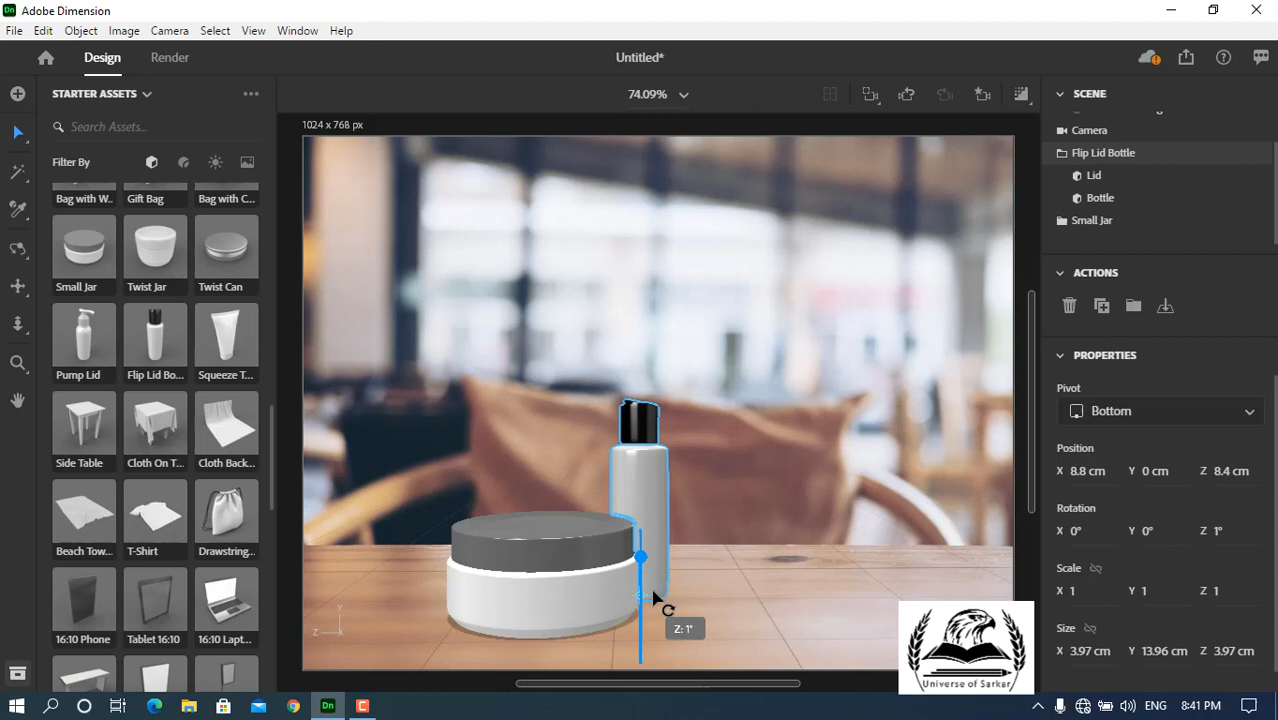 Dn Adobe Dimension
File Edit Object Image Camera Select View Window Help
Design Render Untitled*
STARTER ASSETS
74.09%
SCENE
1024 x 768 px
Search Assets...
Camera
Filter By
Flip Lid Bottle
Lid
Bottle
Small Jar
Bag with W.. Gift Bag Bag with C...
Small Jar Twist Jar Twist Can
ACTIONS
Pump Lid Flip Lid Bo... Squeeze T...
PROPERTIES
Pivot
Bottom
Position
X 8.8 cm Y 0 cm Z 8.4 cm
Side Table Cloth On T... Cloth Back...
Rotation
X 0° Y 0° Z 1°
Beach Tow... T-Shirt Drawstring...
Scale
X 1 Y 1 Z 1
Size
X 3.97 cm Y 13.96 cm Z 3.97 cm
16:10 Phone Tablet 16:10 16:10 Lapt...
Z: 1°
Y
Z X
Universe of Sarkar
Dn
ENG 8:41 PM